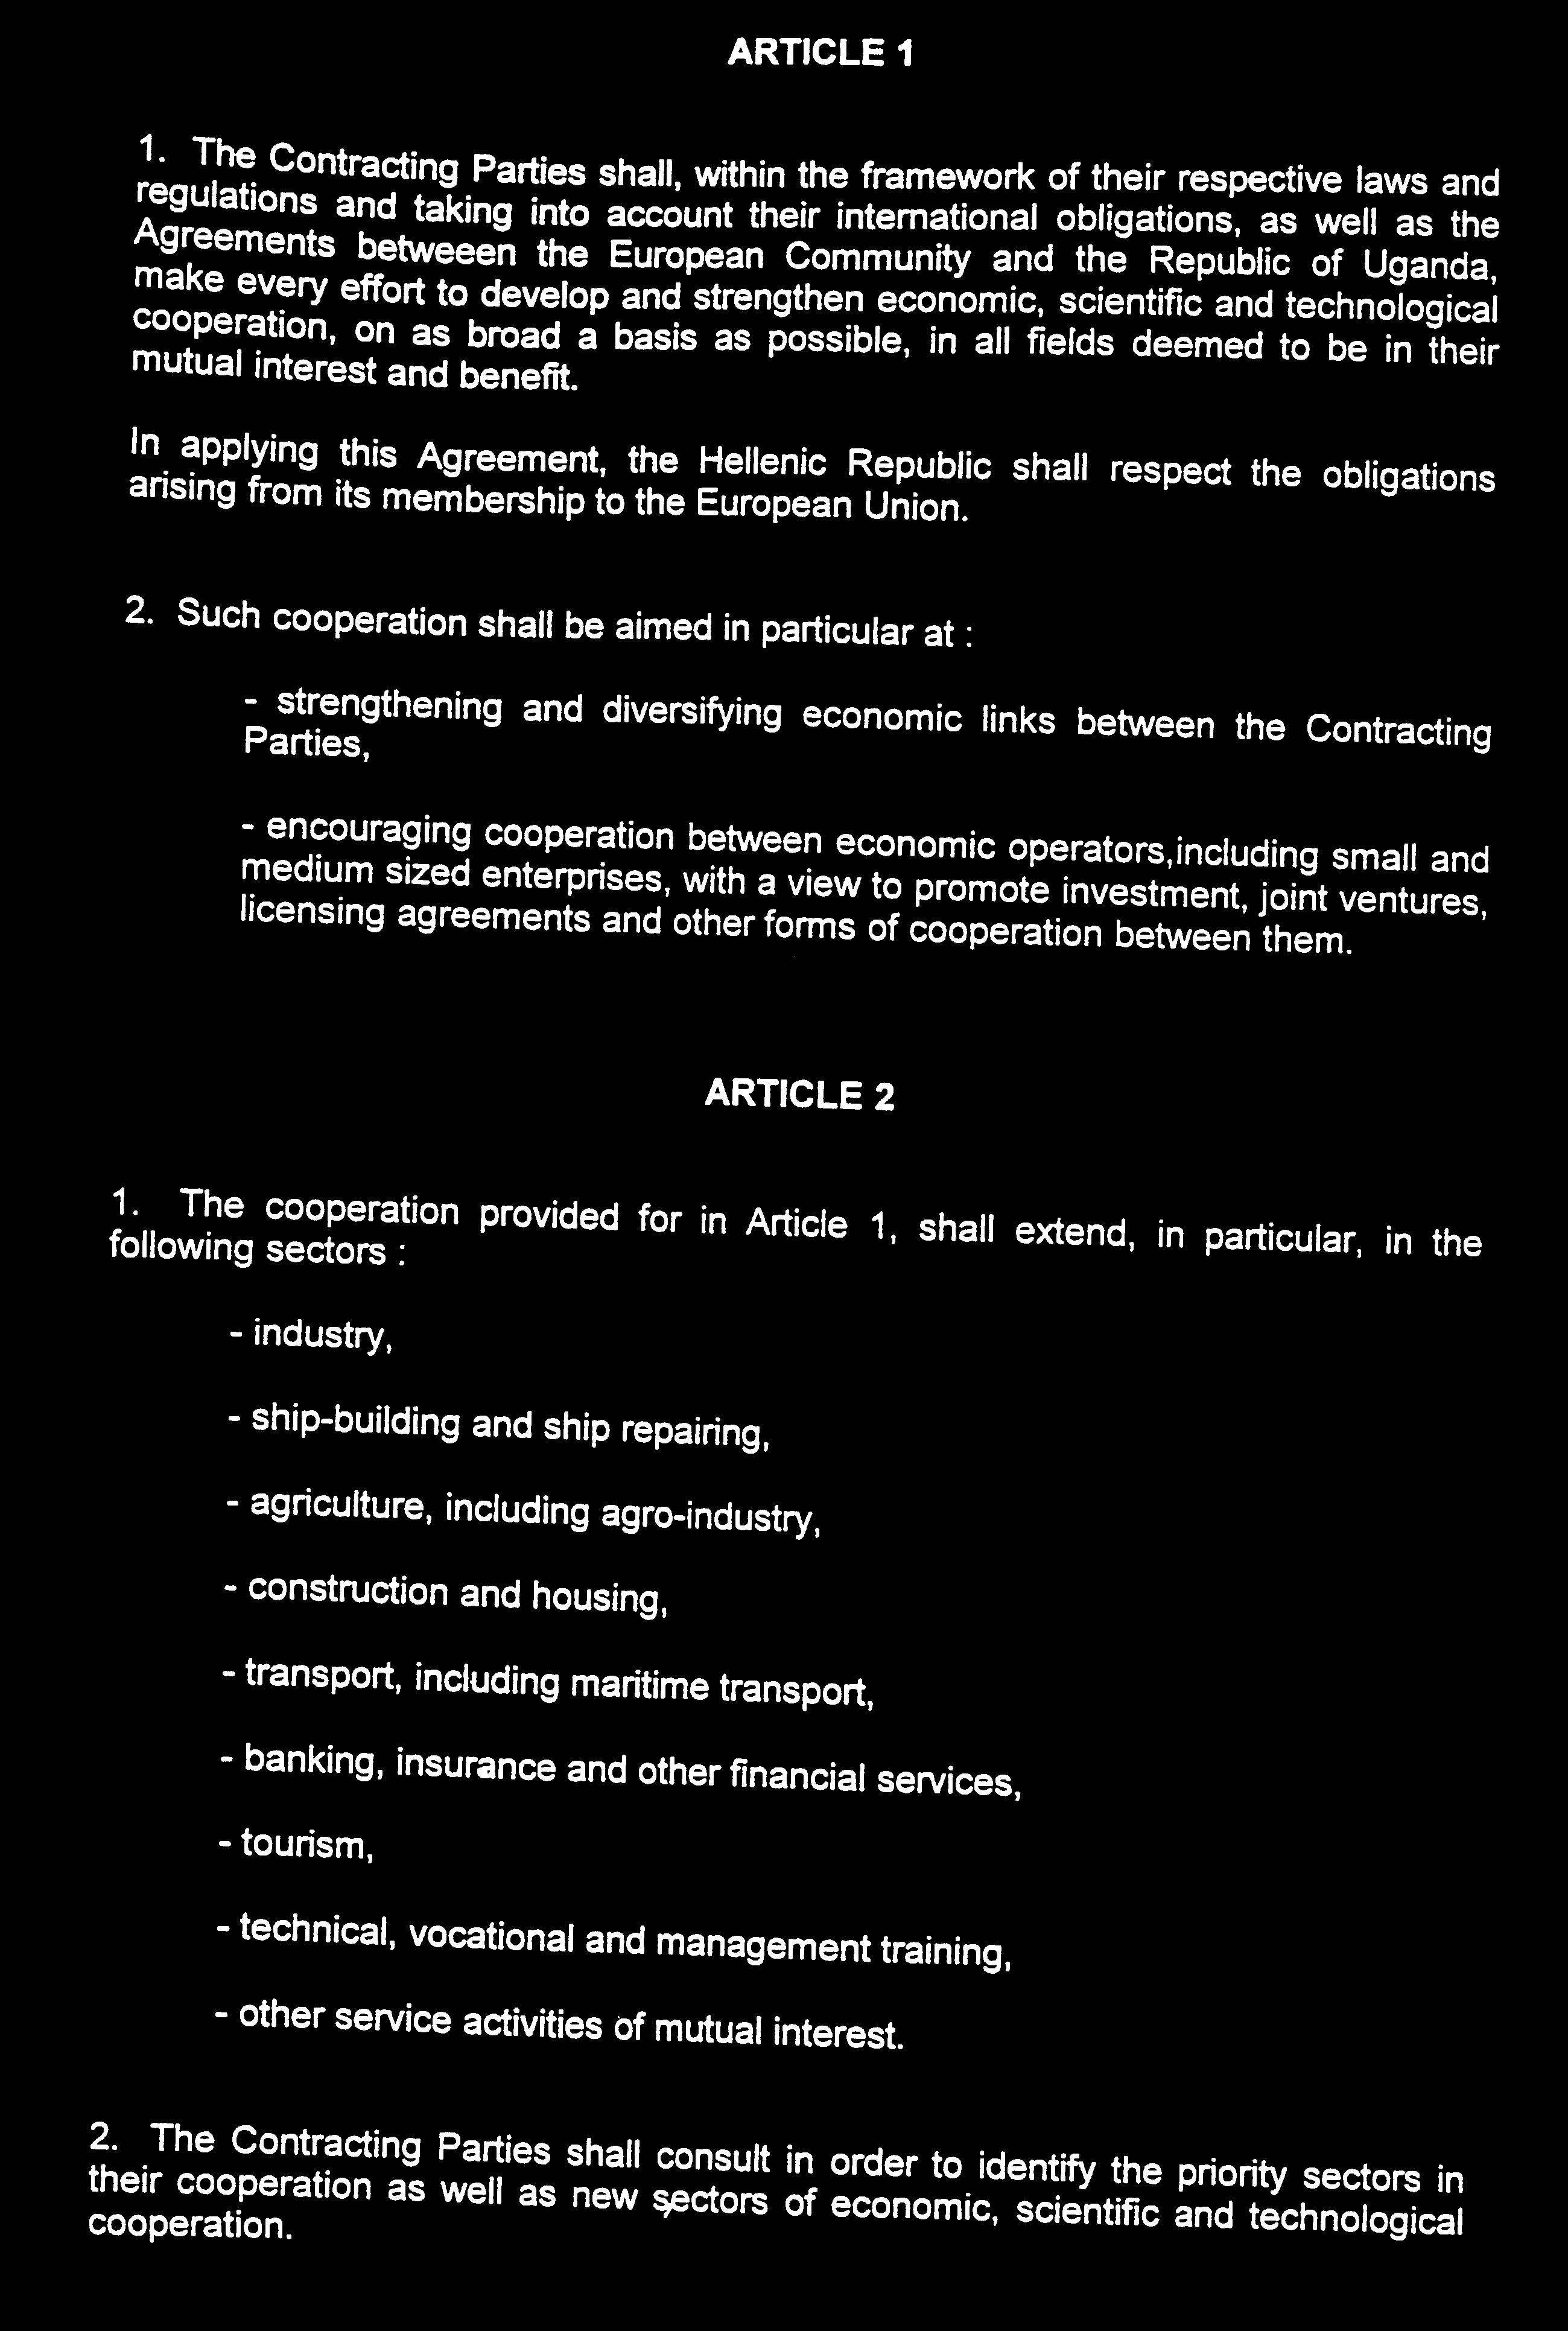 ARTICLE 1
1. The Contracting Parties shall, within the framework of their respective laws and
regulations and taking into account their international obligations, as well as the
Agreements betweeen the European Community and the Republic of Uganda,
make every effort to develop and strengthen economic, scientific and technological
cooperation, on as broad a basis as possible, in all fields deemed to be in their
mutual interest and benefit.
In applying this Agreement, the Hellenic Republic shall respect the obligations
arising from its membership to the European Union.
2. Such cooperation shall be aimed in particular at :
- strengthening and diversifying economic links between the Contracting
Parties,
- encouraging cooperation between economic operators,including small and
medium sized enterprises, with a view to promote investment, joint ventures,
licensing agreements and other forms of cooperation between them.
ARTICLE 2
1. The cooperation provided for in Article 1, shall extend, in particular, in the
following sectors :
- industry,
- ship-building and ship repairing,
- agriculture, including agro-industry,
- construction and housing,
- transport, including maritime transport,
- banking, insurance and other financial services,
- tourism,
- technical, vocational and management training,
- other service activities of mutual interest.
2. The Contracting Parties shall consult in order to identify the priority sectors in
their cooperation as well as new sectors of economic, scientific and technological
cooperation.